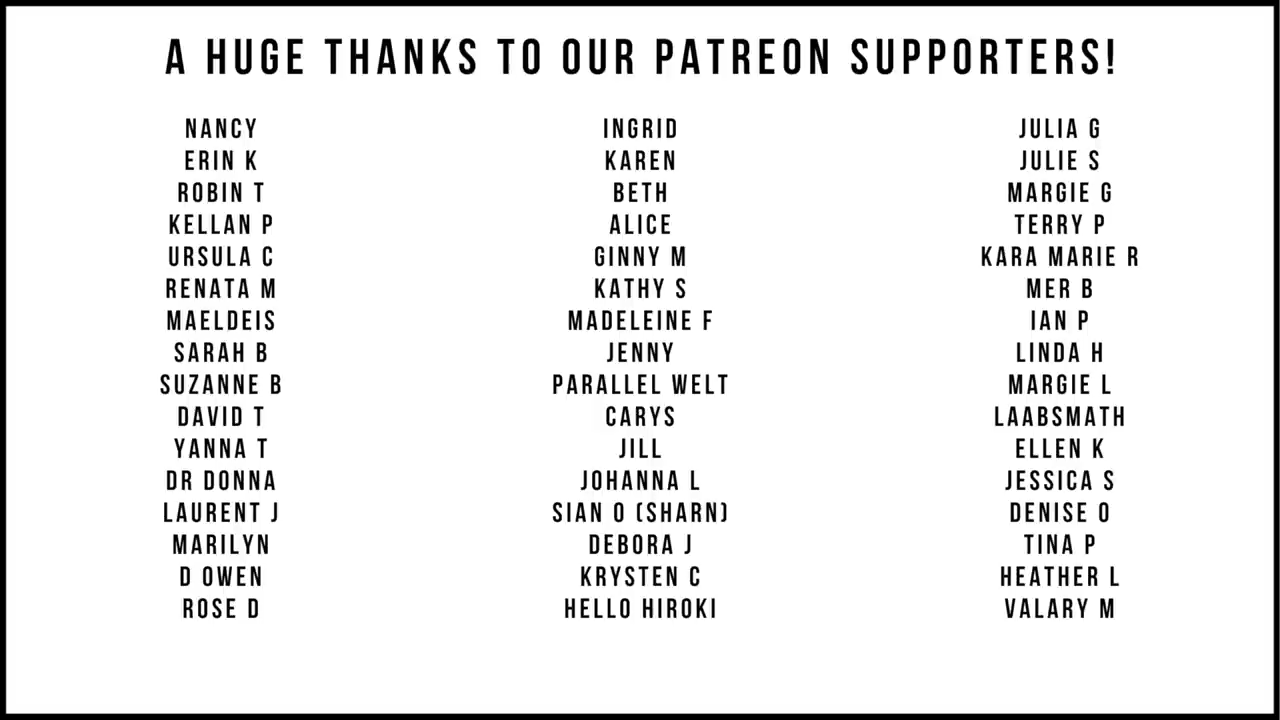 A HUGE THANKS TO OUR PATREON SUPPORTERS!
NANCY
ERIN K
ROBIN T
KELLAN P
URSULA C
RENATA M
MAELDEIS
SARAH B
SUZANNE B
DAVID T
YANNA T
DR DONNA
LAURENT J
MARILYN
D OWEN
ROSE D
INGRID
KAREN
BETH
ALICE
GINNY M
KATHY S
MADELEINE F
JENNY
PARALLEL WELT
CARYS
JILL
JOHANNA L
SIAN O (SHARN)
DEBORA J
KRYSTEN C
HELLO HIROKI
JULIA G
JULIE S
MARGIE G
TERRY P
KARA MARIE R
MER B
IAN P
LINDA H
MARGIE L
LAABSMATH
ELLEN K
JESSICA S
DENISE O
TINA P
HEATHER L
VALARY M